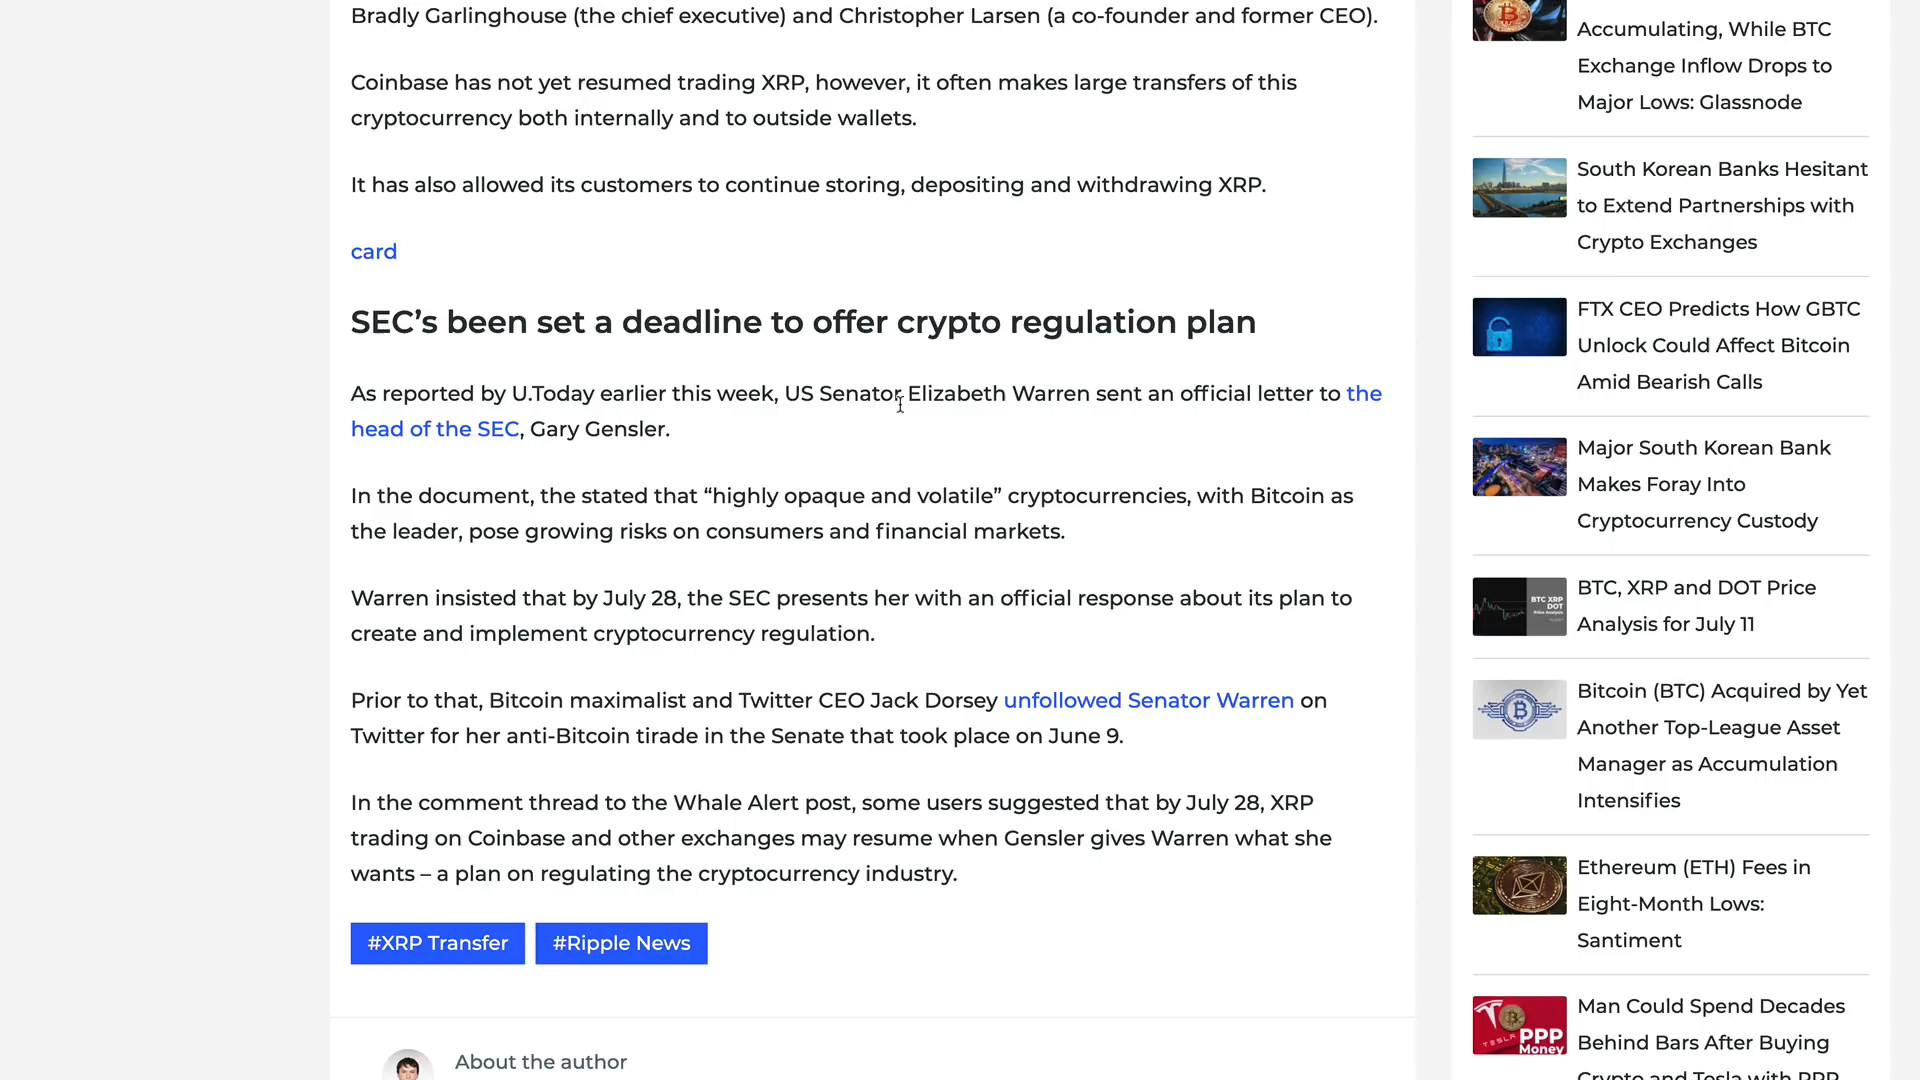 Bradly Garlinghouse (the chief executive) and Christopher Larsen (a co-founder and former CEO).
Coinbase has not yet resumed trading XRP, however, it often makes large transfers of this
cryptocurrency both internally and to outside wallets.
It has also allowed its customers to continue storing, depositing and withdrawing XRP.
card
SEC’s been set a deadline to offer crypto regulation plan
As reported by U.Today earlier this week, US Senator Elizabeth Warren sent an official letter to the
head of the SEC, Gary Gensler.
In the document, the stated that “highly opaque and volatile” cryptocurrencies, with Bitcoin as
the leader, pose growing risks on consumers and financial markets.
Warren insisted that by July 28, the SEC presents her with an official response about its plan to
create and implement cryptocurrency regulation.
Prior to that, Bitcoin maximalist and Twitter CEO Jack Dorsey unfollowed Senator Warren on
Twitter for her anti-Bitcoin tirade in the Senate that took place on June 9.
In the comment thread to the Whale Alert post, some users suggested that by July 28, XRP
trading on Coinbase and other exchanges may resume when Gensler gives Warren what she
wants – a plan on regulating the cryptocurrency industry.
#XRP Transfer #Ripple News
About the author
Accumulating, While BTC
Exchange Inflow Drops to
Major Lows: Glassnode
South Korean Banks Hesitant
to Extend Partnerships with
Crypto Exchanges
FTX CEO Predicts How GBTC
Unlock Could Affect Bitcoin
Amid Bearish Calls
Major South Korean Bank
Makes Foray Into
Cryptocurrency Custody
BTC XRP
DOT
BTC, XRP and DOT Price
Analysis for July 11
Bitcoin (BTC) Acquired by Yet
Another Top-League Asset
Manager as Accumulation
Intensifies
Ethereum (ETH) Fees in
Eight-Month Lows:
Santiment
TESLA
PPP
Money
Man Could Spend Decades
Behind Bars After Buying
Crypto and Tesla with PPP